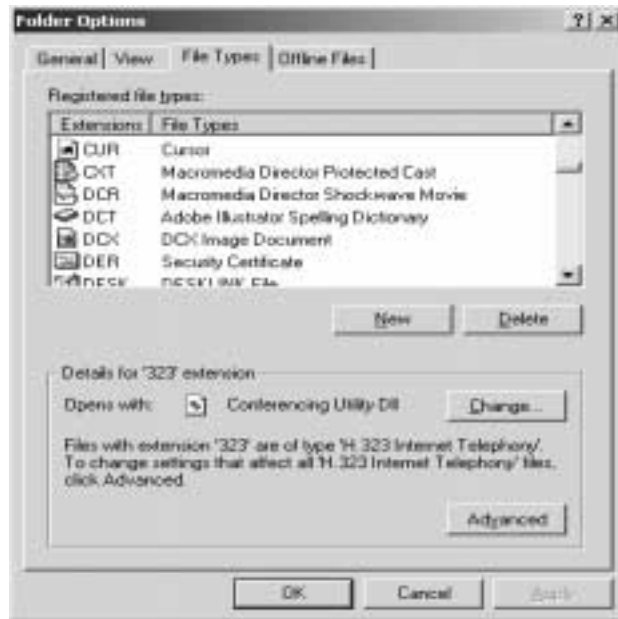 Folder Options
General View File Types Offline Files
Registered file types:
Extensions File Types
CUR Cursor
CXT Macromedia Director Protected Cast
DCR Macromedia Director Shockwave Movie
DCT Adobe Illustrator Spelling Dictionary
DCX DCX Image Document
DER Security Certificate
DESK DESKLINK File
New Delete
Details for '323' extension
Opens with: Conferencing Utility Dll Change...
Files with extension '323' are of type 'H.323 Internet Telephony'.
To change settings that affect all 'H.323 Internet Telephony' files,
click Advanced.
Advanced
OK Cancel Apply